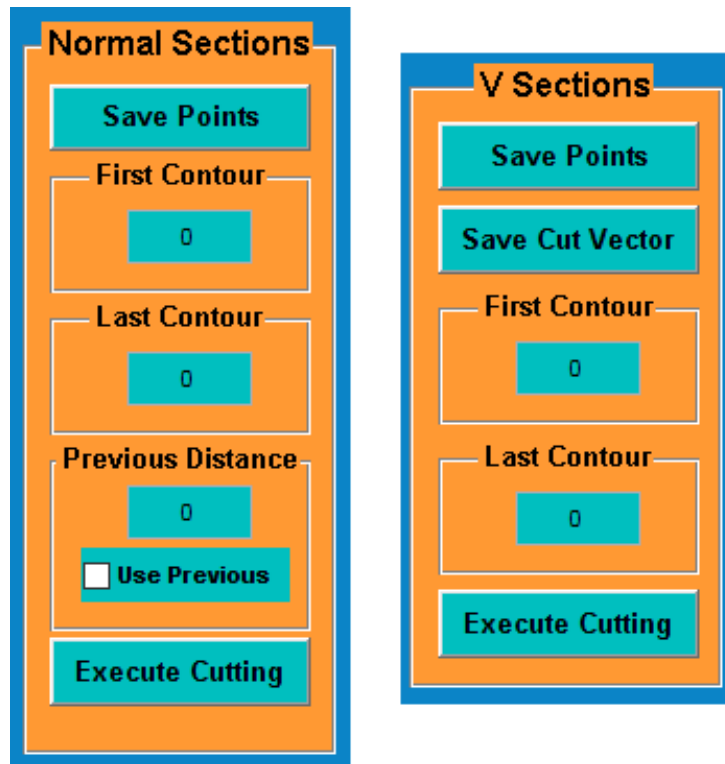 Normal Sections
Save Points
First Contour
0
Last Contour
0
Previous Distance
0
Use Previous
Execute Cutting
V Sections
Save Points
Save Cut Vector
First Contour
0
Last Contour
0
Execute Cutting